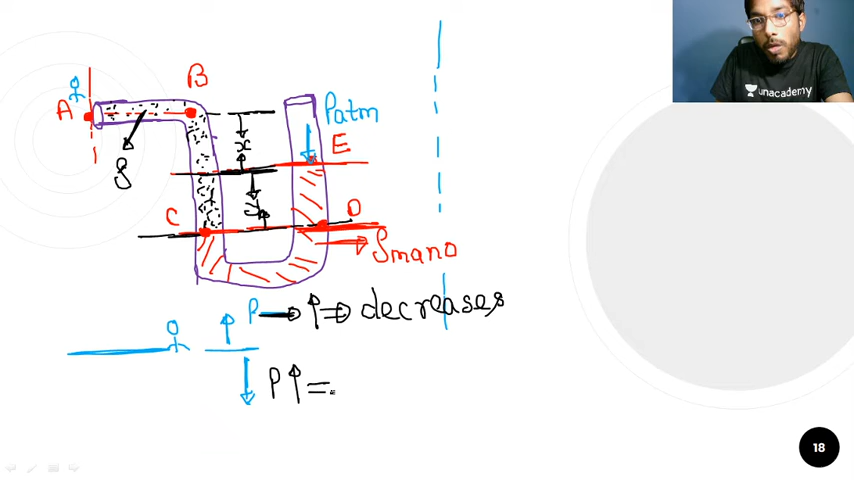 unacademy
A
B
Patm
E
x
ρ
y
C
D
ρmano
P → ↑ ⇒ decreases
P ↑ =
18